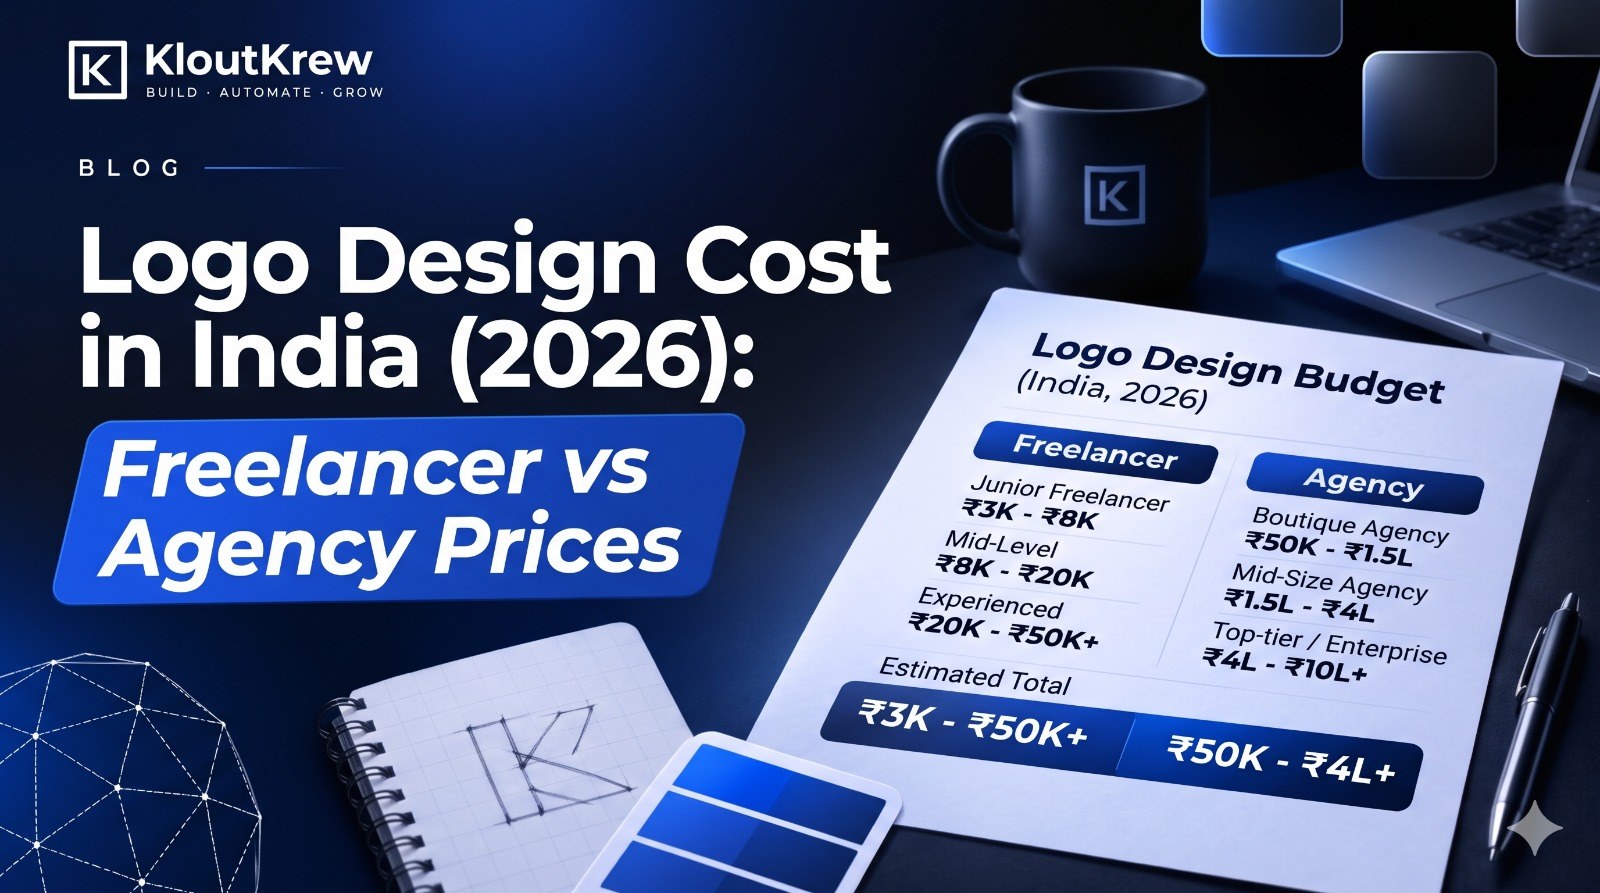 K
KloutKrew
BUILD · AUTOMATE · GROW
BLOG
Logo Design Cost
in India (2026):
Freelancer vs
Agency Prices
K
Logo Design Budget
(India, 2026)
Freelancer
Junior Freelancer
₹3K - ₹8K
Mid-Level
₹8K - ₹20K
Experienced
₹20K - ₹50K+
Agency
Boutique Agency
₹50K - ₹1.5L
Mid-Size Agency
₹1.5L - ₹4L
Top-tier / Enterprise
₹4L - ₹10L+
Estimated Total
₹3K - ₹50K+
₹50K - ₹4L+
K